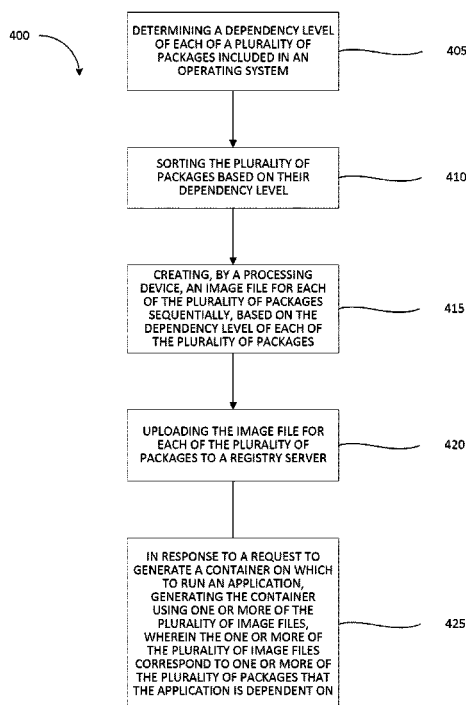 400
DETERMINING A DEPENDENCY LEVEL
OF EACH OF A PLURALITY OF
PACKAGES INCLUDED IN AN
OPERATING SYSTEM
405
SORTING THE PLURALITY OF
PACKAGES BASED ON THEIR
DEPENDENCY LEVEL
410
CREATING, BY A PROCESSING
DEVICE, AN IMAGE FILE FOR EACH
OF THE PLURALITY OF PACKAGES
SEQUENTIALLY, BASED ON THE
DEPENDENCY LEVEL OF EACH OF
THE PLURALITY OF PACKAGES
415
UPLOADING THE IMAGE FILE FOR
EACH OF THE PLURALITY OF
PACKAGES TO A REGISTRY SERVER
420
IN RESPONSE TO A REQUEST TO
GENERATE A CONTAINER ON WHICH
TO RUN AN APPLICATION,
GENERATING THE CONTAINER
USING ONE OR MORE OF THE
PLURALITY OF IMAGE FILES,
WHEREIN THE ONE OR MORE OF
THE PLURALITY OF IMAGE FILES
CORRESPOND TO ONE OR MORE OF
THE PLURALITY OF PACKAGES THAT
THE APPLICATION IS DEPENDENT ON
425